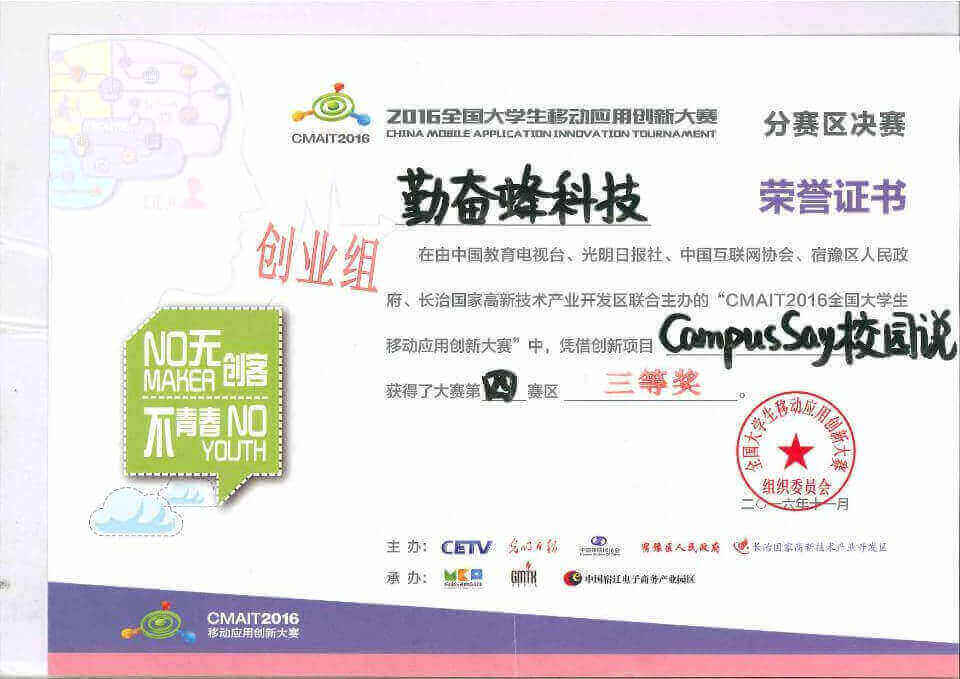 CMAIT2016
2016全国大学生移动应用创新大赛
CHINA MOBILE APPLICATION INNOVATION TOURNAMENT
分赛区决赛
勤奋蜂科技
荣誉证书
创业组
在由中国教育电视台、光明日报社、中国互联网协会、宿豫区人民政
府、长治国家高新技术产业开发区联合主办的“CMAIT2016全国大学生
移动应用创新大赛”中，凭借创新项目 CampusSay校园说
获得了大赛第四赛区 三等奖。
NO无
MAKER创客
不青春NO
YOUTH
全国大学生移动应用创新大赛
组织委员会
二〇一六年十一月
主办：CETV 光明日报 宿豫区人民政府 长治国家高新技术产业开发区
承办：GMTK 中国宿迁电子商务产业园区
CMAIT2016
移动应用创新大赛